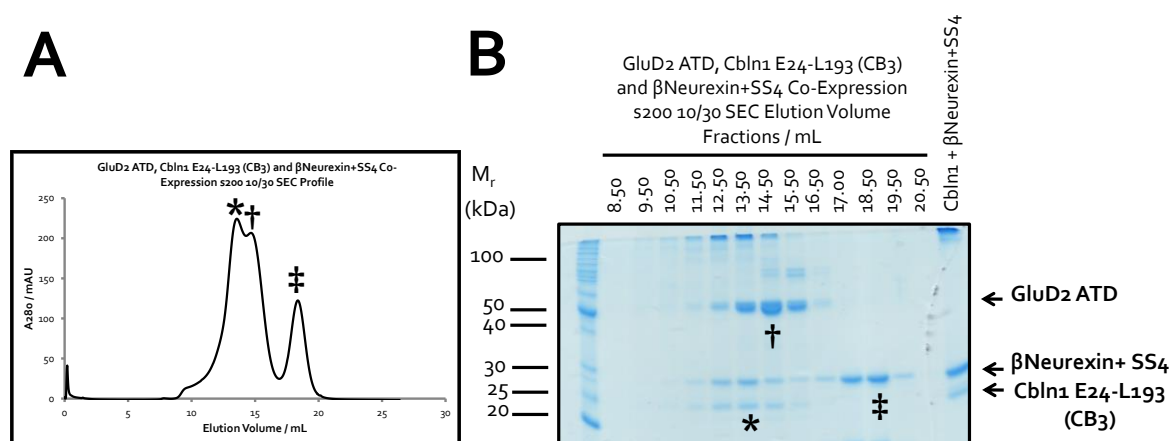 A
GluD2 ATD, Cbln1 E24-L193 (CB3) and βNeurexin+SS4 Co-
Expression s200 10/30 SEC Profile
*
†
‡
250
200
150
100
50
0
A280 / mAU
0 5 10 15 20 25 30
Elution Volume / mL
B
GluD2 ATD, Cbln1 E24-L193 (CB3)
and βNeurexin+SS4 Co-Expression
s200 10/30 SEC Elution Volume
Fractions / mL
8.50 9.50 10.50 11.50 12.50 13.50 14.50 15.50 16.50 17.00 18.50 19.50 20.50
Cbln1 + βNeurexin+SS4
Mr
(kDa)
100
50
40
30
25
20
†
*
‡
GluD2 ATD
βNeurexin+ SS4
Cbln1 E24-L193
(CB3)